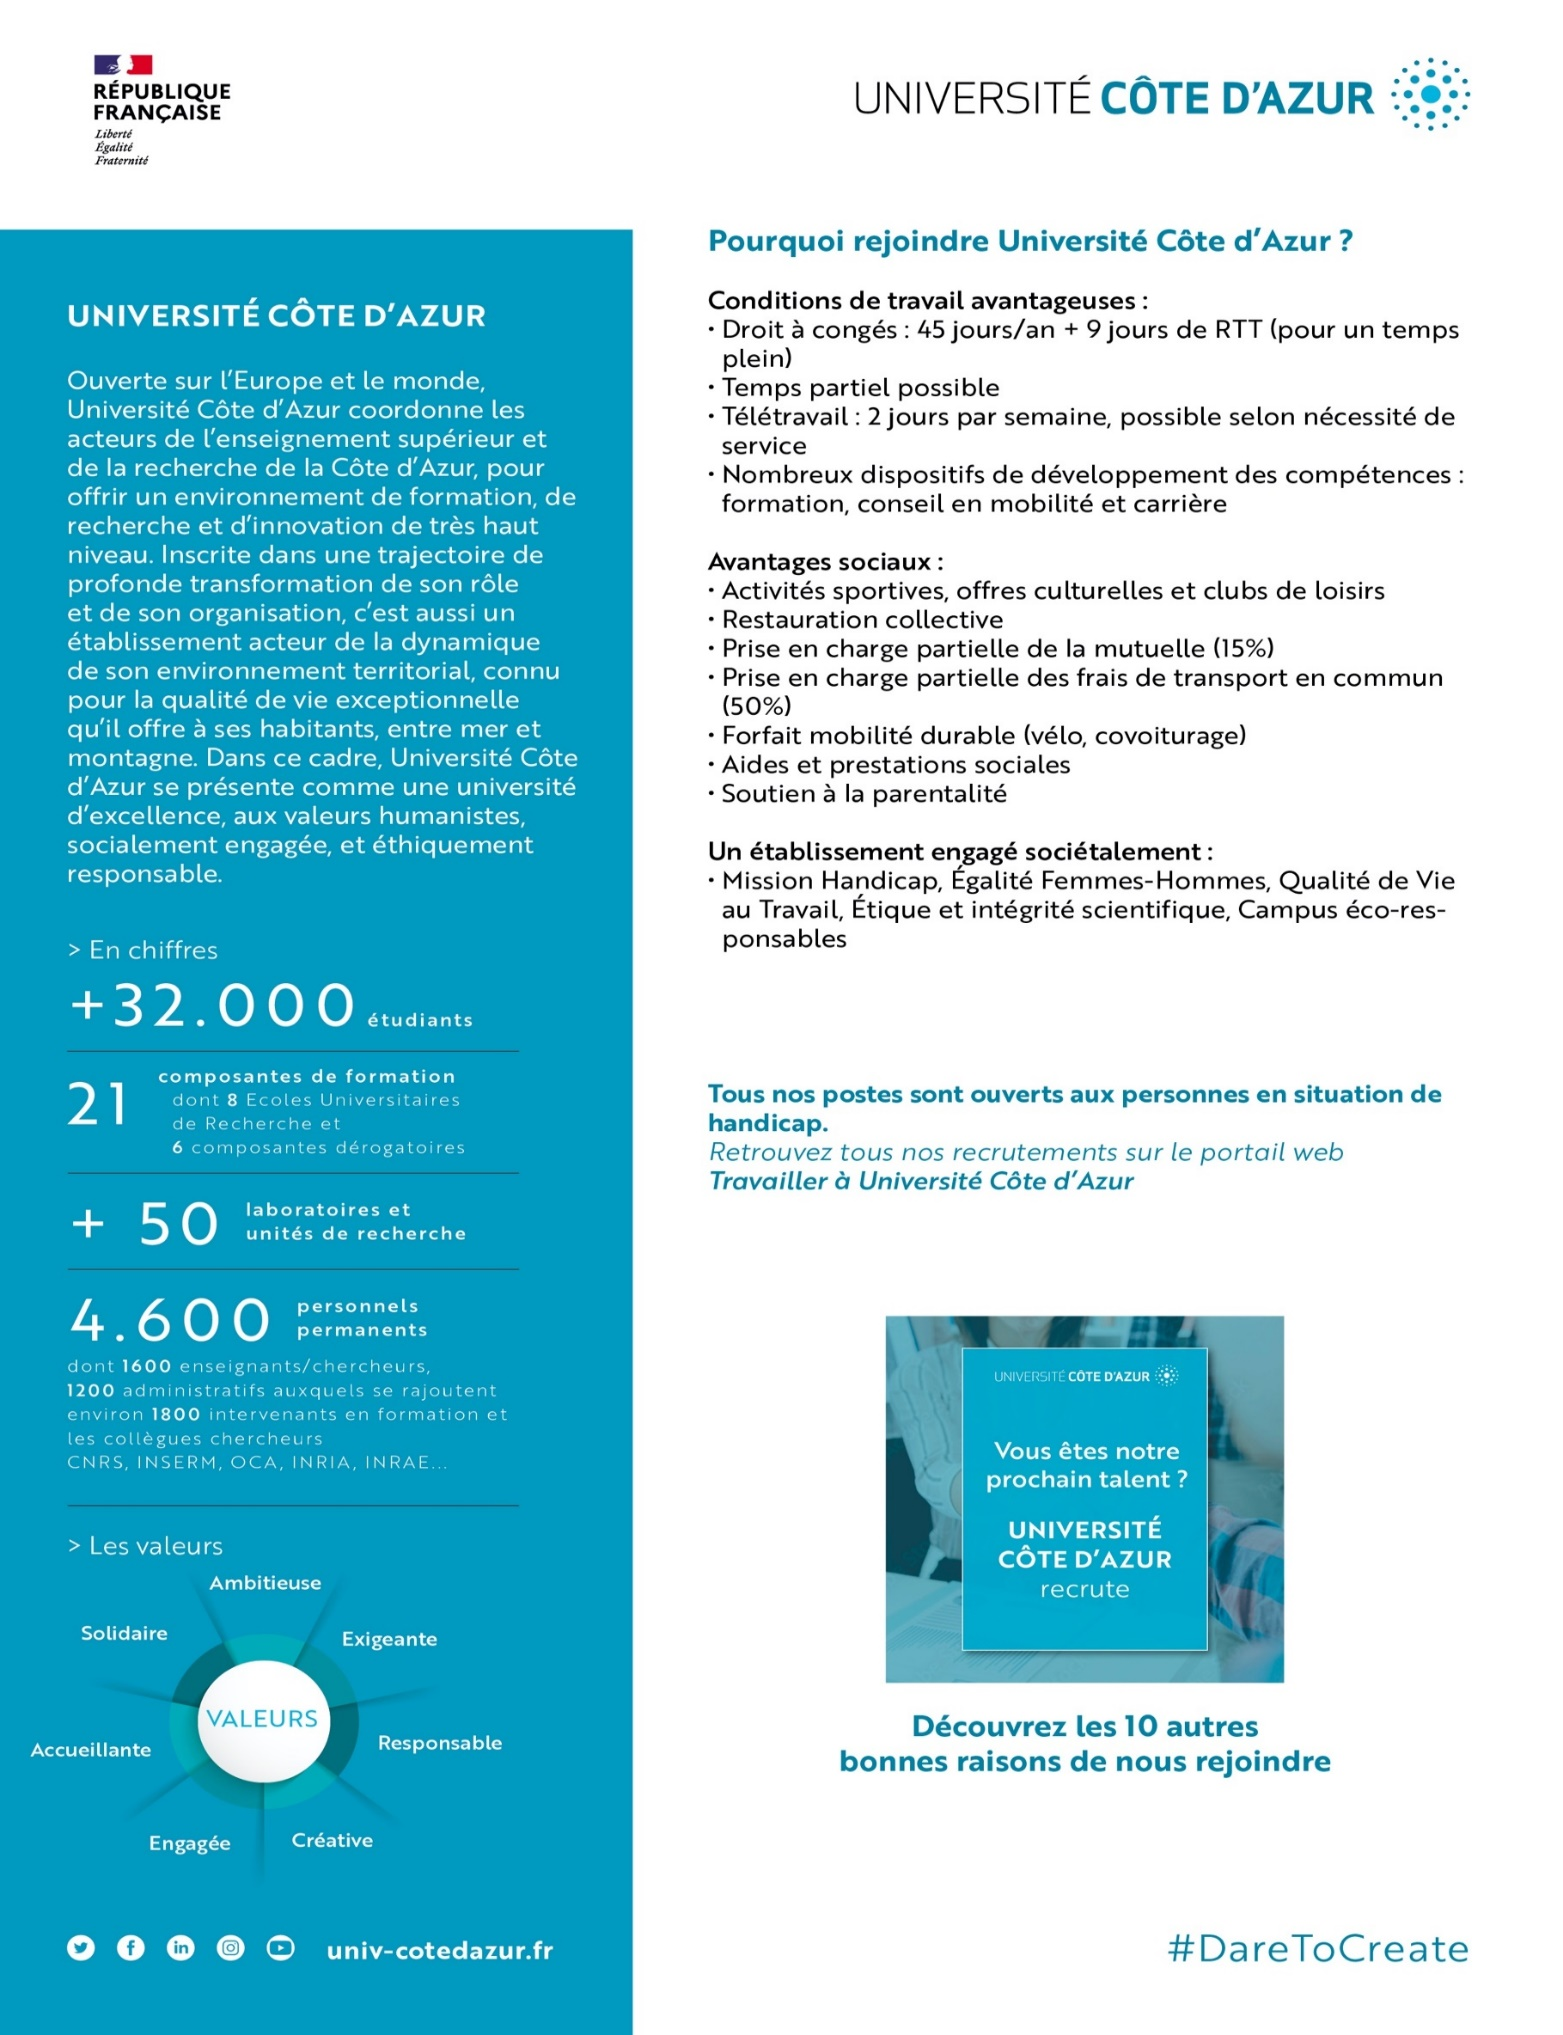 RÉPUBLIQUE
FRANÇAISE
Liberté
Égalité
Fraternité
UNIVERSITÉ CÔTE D'AZUR
UNIVERSITÉ CÔTE D'AZUR
Ouverte sur l'Europe et le monde,
Université Côte d'Azur coordonne les
acteurs de l'enseignement supérieur et
de la recherche de la Côte d'Azur, pour
offrir un environnement de formation, de
recherche et d'innovation de très haut
niveau. Inscrite dans une trajectoire de
profonde transformation de son rôle
et de son organisation, c'est aussi un
établissement acteur de la dynamique
de son environnement territorial, connu
pour la qualité de vie exceptionnelle
qu'il offre à ses habitants, entre mer et
montagne. Dans ce cadre, Université Côte
d'Azur se présente comme une université
d'excellence, aux valeurs humanistes,
socialement engagée, et éthiquement
responsable.
> En chiffres
+32.000 étudiants
21 composantes de formation
dont 8 Ecoles Universitaires
de Recherche et
6 composantes dérogatoires
+ 50 laboratoires et
unités de recherche
4.600 personnels
permanents
dont 1600 enseignants/chercheurs,
1200 administratifs auxquels se rajoutent
environ 1800 intervenants en formation et
les collègues chercheurs
CNRS, INSERM, OCA, INRIA, INRAE...
> Les valeurs
Ambitieuse
Solidaire
Exigeante
VALEURS
Accueillante
Responsable
Engagée
Créative
univ-cotedazur.fr
Pourquoi rejoindre Université Côte d'Azur ?
Conditions de travail avantageuses :
• Droit à congés : 45 jours/an + 9 jours de RTT (pour un temps
plein)
• Temps partiel possible
• Télétravail : 2 jours par semaine, possible selon nécessité de
service
• Nombreux dispositifs de développement des compétences :
formation, conseil en mobilité et carrière
Avantages sociaux :
• Activités sportives, offres culturelles et clubs de loisirs
• Restauration collective
• Prise en charge partielle de la mutuelle (15%)
• Prise en charge partielle des frais de transport en commun
(50%)
• Forfait mobilité durable (vélo, covoiturage)
• Aides et prestations sociales
• Soutien à la parentalité
Un établissement engagé sociétalement :
• Mission Handicap, Égalité Femmes-Hommes, Qualité de Vie
au Travail, Étique et intégrité scientifique, Campus éco-res-
ponsables
Tous nos postes sont ouverts aux personnes en situation de
handicap.
Retrouvez tous nos recrutements sur le portail web
Travailler à Université Côte d'Azur
UNIVERSITÉ CÔTE D'AZUR
Vous êtes notre
prochain talent ?
UNIVERSITÉ
CÔTE D'AZUR
recrute
Découvrez les 10 autres
bonnes raisons de nous rejoindre
#DareToCreate